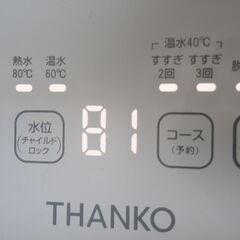 温水40℃
熱水 温水 すすぎ すすぎ
80℃ 60℃ 2回 3回
水位
(チャイルド
ロック)
81
コース
(予約)
THANKO